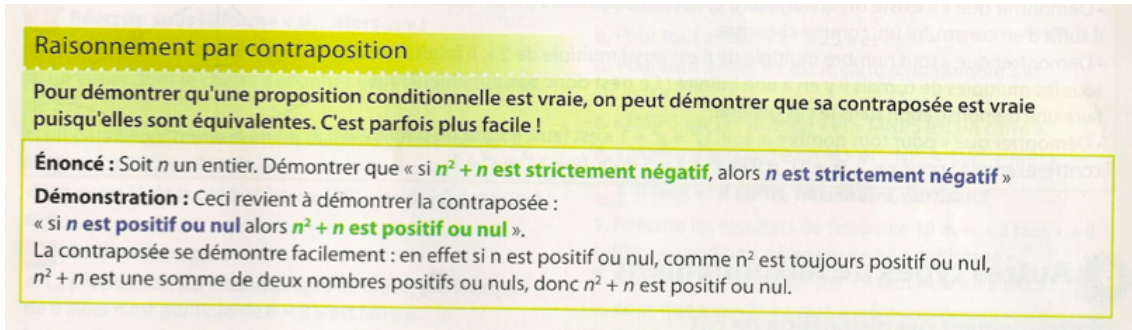 Raisonnement par contraposition
Pour démontrer qu'une proposition conditionnelle est vraie, on peut démontrer que sa contraposée est vraie
puisqu'elles sont équivalentes. C'est parfois plus facile !
Énoncé : Soit n un entier. Démontrer que « si n² + n est strictement négatif, alors n est strictement négatif »
Démonstration : Ceci revient à démontrer la contraposée :
« si n est positif ou nul alors n² + n est positif ou nul ».
La contraposée se démontre facilement : en effet si n est positif ou nul, comme n² est toujours positif ou nul,
n² + n est une somme de deux nombres positifs ou nuls, donc n² + n est positif ou nul.